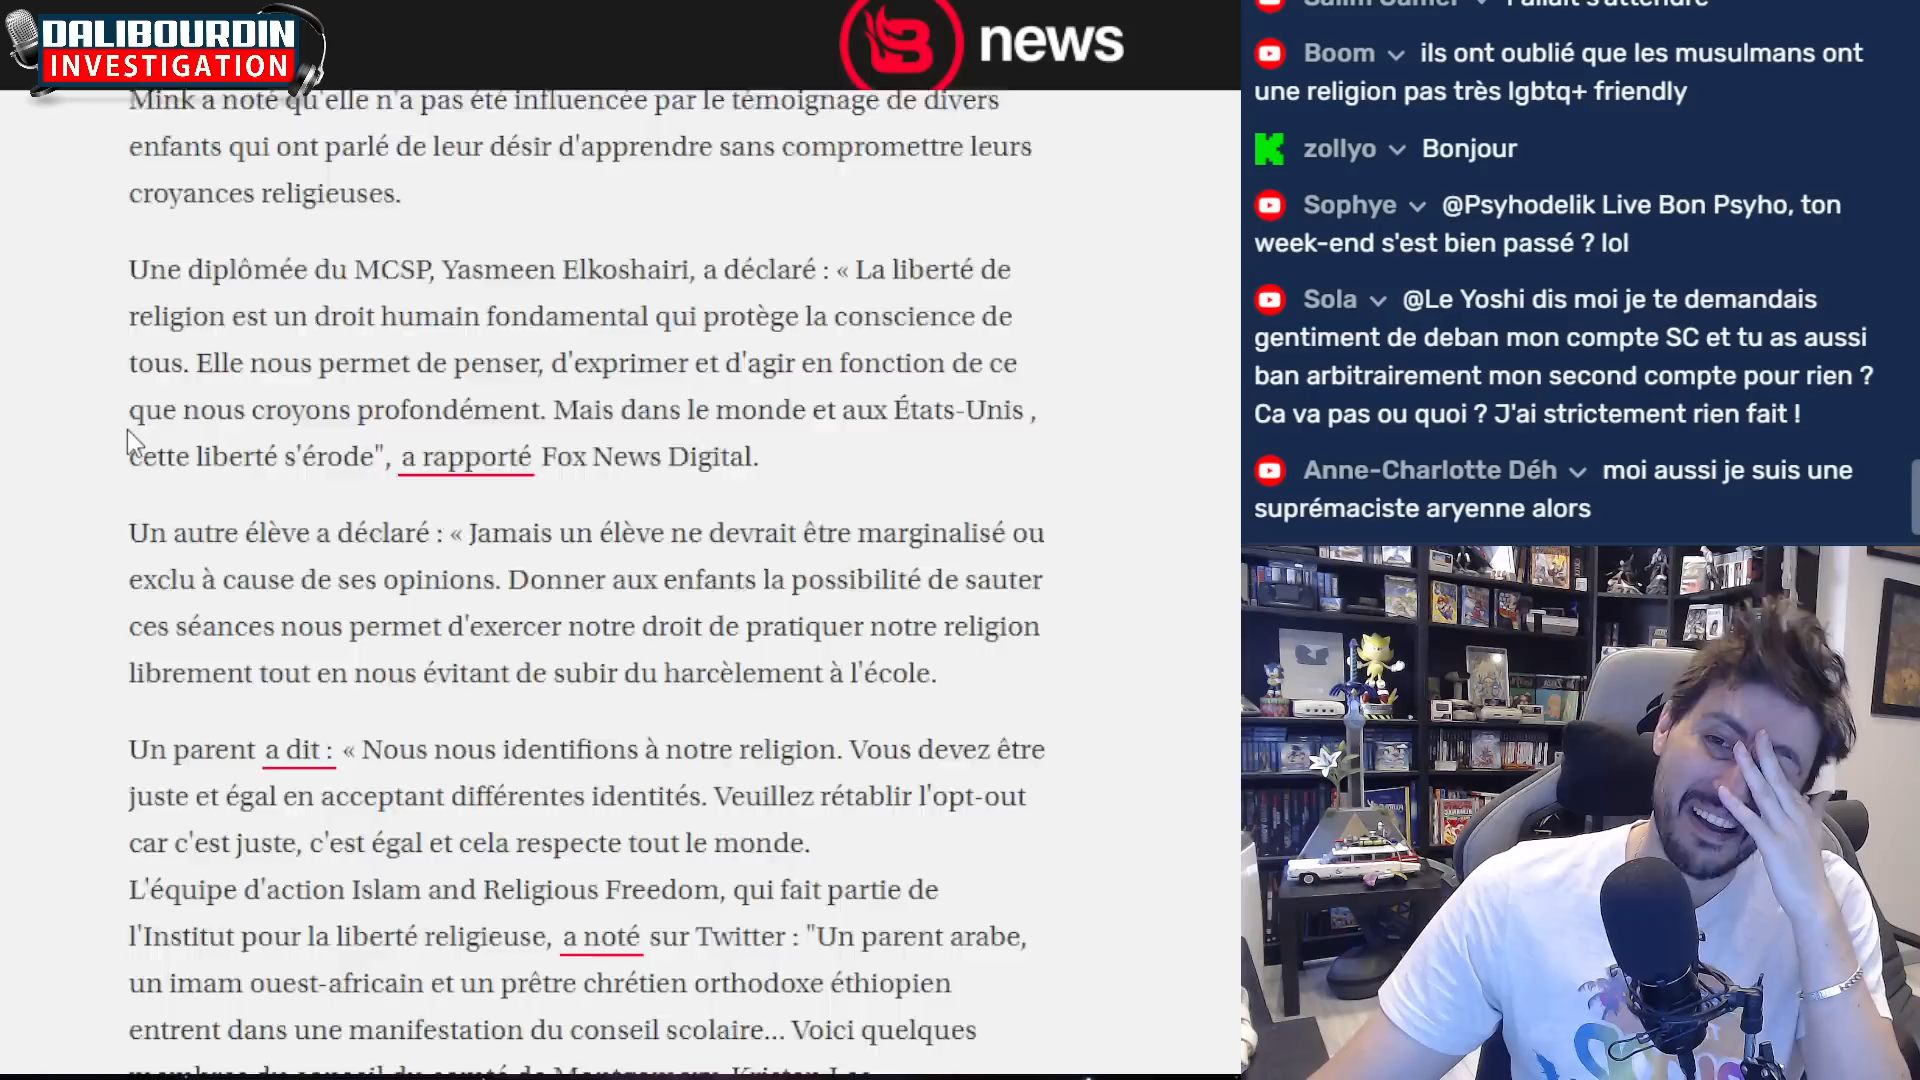 DALIBOURDIN
INVESTIGATION
news
Mink a noté qu'elle n'a pas été influencée par le témoignage de divers
enfants qui ont parlé de leur désir d'apprendre sans compromettre leurs
croyances religieuses.
Une diplômée du MCSP, Yasmeen Elkoshairi, a déclaré : « La liberté de
religion est un droit humain fondamental qui protège la conscience de
tous. Elle nous permet de penser, d'exprimer et d'agir en fonction de ce
que nous croyons profondément. Mais dans le monde et aux États-Unis ,
cette liberté s'érode", a rapporté Fox News Digital.
Un autre élève a déclaré : « Jamais un élève ne devrait être marginalisé ou
exclu à cause de ses opinions. Donner aux enfants la possibilité de sauter
ces séances nous permet d'exercer notre droit de pratiquer notre religion
librement tout en nous évitant de subir du harcèlement à l'école.
Un parent a dit : « Nous nous identifions à notre religion. Vous devez être
juste et égal en acceptant différentes identités. Veuillez rétablir l'opt-out
car c'est juste, c'est égal et cela respecte tout le monde.
L'équipe d'action Islam and Religious Freedom, qui fait partie de
l'Institut pour la liberté religieuse, a noté sur Twitter : "Un parent arabe,
un imam ouest-africain et un prêtre chrétien orthodoxe éthiopien
entrent dans une manifestation du conseil scolaire... Voici quelques
Boom ils ont oublié que les musulmans ont
une religion pas très lgbtq+ friendly
zollyo Bonjour
Sophye @Psyhodelik Live Bon Psyho, ton
week-end s'est bien passé ? lol
Sola @Le Yoshi dis moi je te demandais
gentiment de deban mon compte SC et tu as aussi
ban arbitrairement mon second compte pour rien ?
Ca va pas ou quoi ? J'ai strictement rien fait !
Anne-Charlotte Déh moi aussi je suis une
suprémaciste aryenne alors